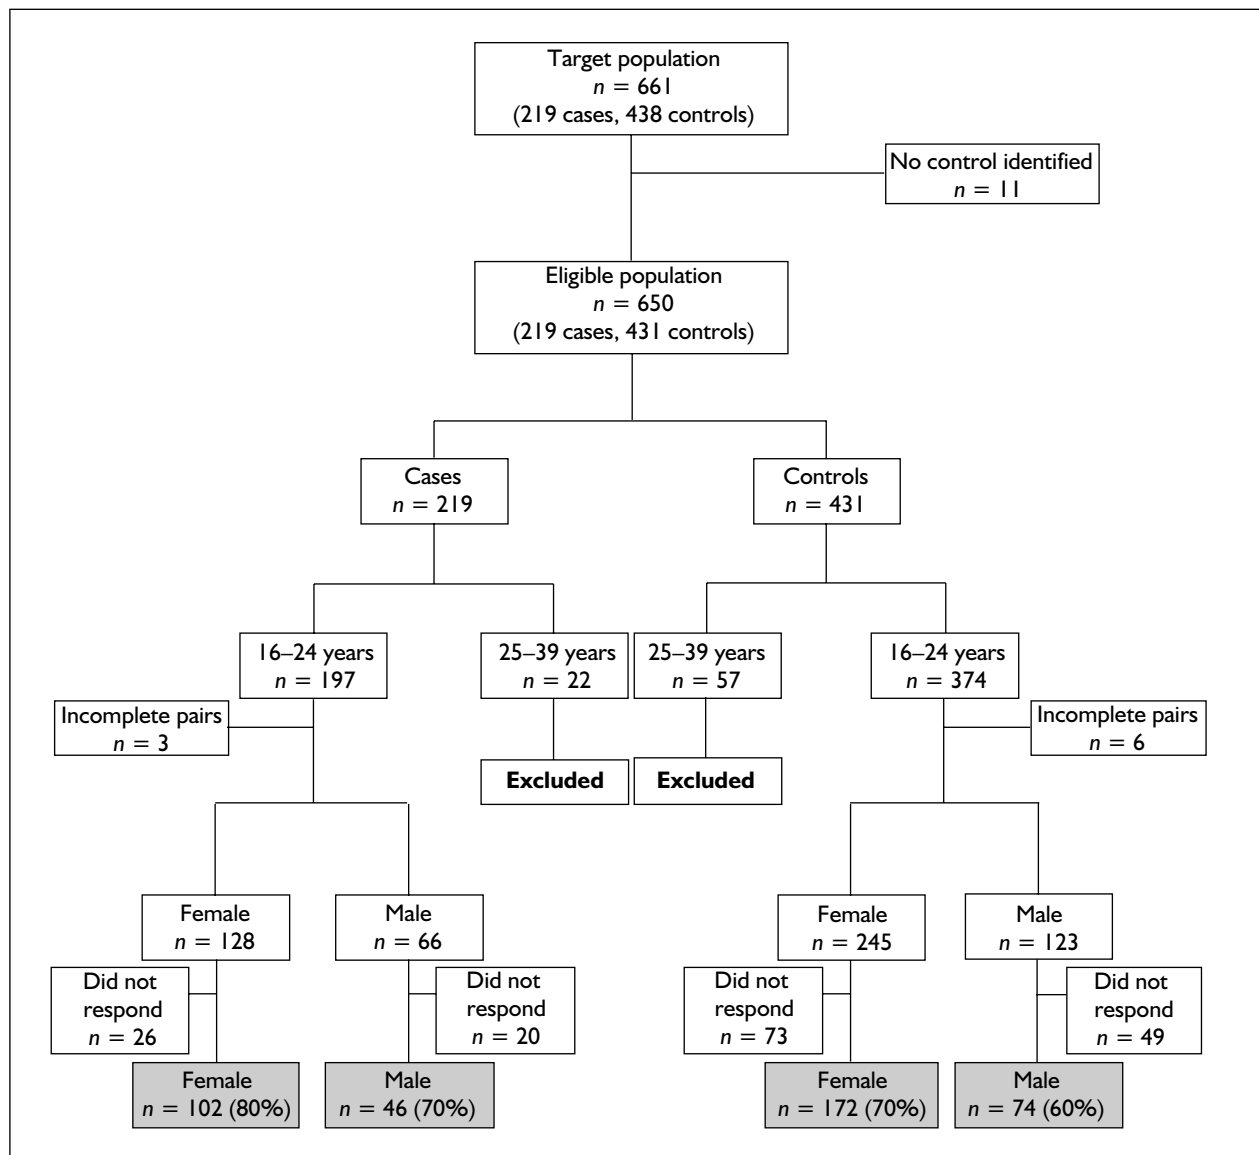 Target population
n = 661
(219 cases, 438 controls)
No control identified
n = 11
Eligible population
n = 650
(219 cases, 431 controls)
Cases
n = 219
Controls
n = 431
16–24 years
n = 197
25–39 years
n = 22
25–39 years
n = 57
16–24 years
n = 374
Incomplete pairs
n = 3
Incomplete pairs
n = 6
Excluded
Excluded
Female
n = 128
Male
n = 66
Female
n = 245
Male
n = 123
Did not
respond
n = 26
Did not
respond
n = 20
Did not
respond
n = 73
Did not
respond
n = 49
Female
n = 102 (80%)
Male
n = 46 (70%)
Female
n = 172 (70%)
Male
n = 74 (60%)